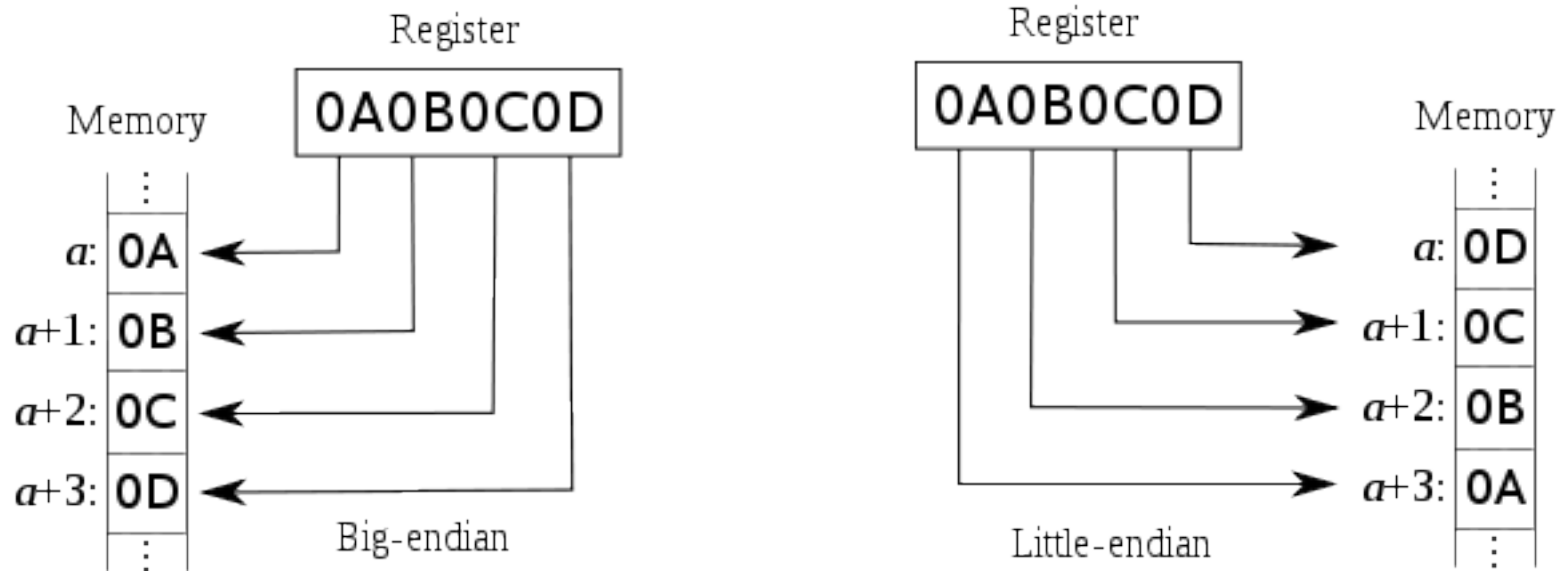 Register
0A0B0C0D
Memory
⋮
a: 0A
a+1: 0B
a+2: 0C
a+3: 0D
⋮
Big-endian
Register
0A0B0C0D
Memory
⋮
a: 0D
a+1: 0C
a+2: 0B
a+3: 0A
⋮
Little-endian